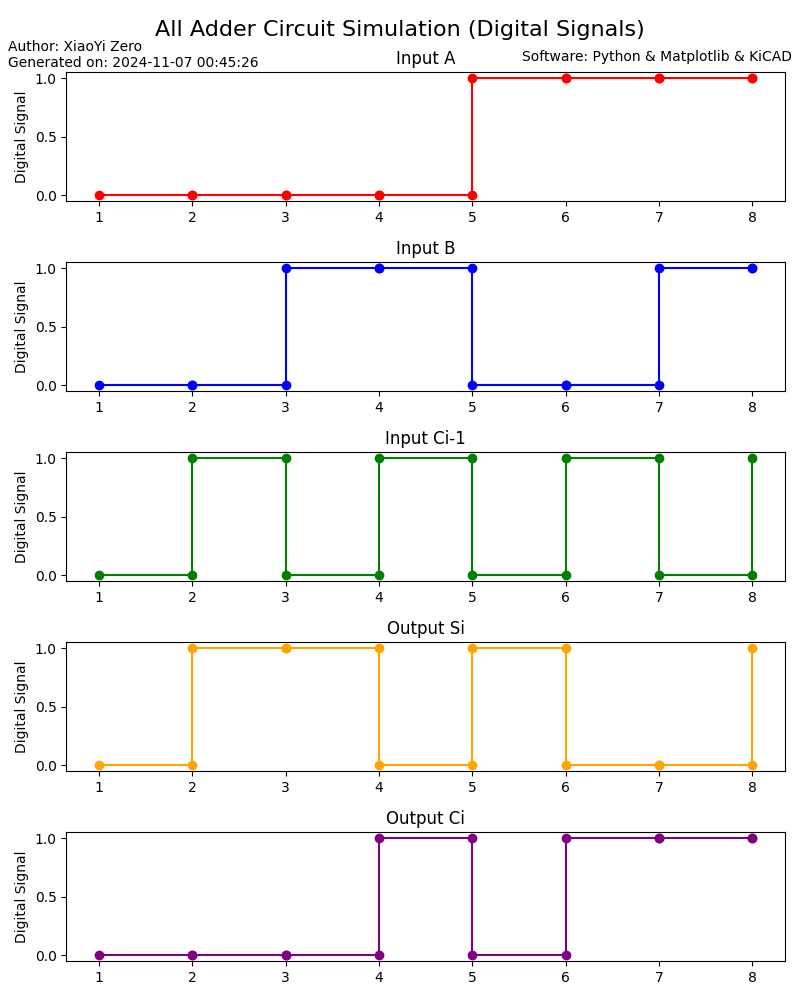 All Adder Circuit Simulation (Digital Signals)
Author: XiaoYi Zero
Generated on: 2024-11-07 00:45:26
Software: Python & Matplotlib & KiCAD
Input A
Digital Signal
1.0
0.5
0.0
1 2 3 4 5 6 7 8
Input B
Digital Signal
1.0
0.5
0.0
1 2 3 4 5 6 7 8
Input Ci-1
Digital Signal
1.0
0.5
0.0
1 2 3 4 5 6 7 8
Output Si
Digital Signal
1.0
0.5
0.0
1 2 3 4 5 6 7 8
Output Ci
Digital Signal
1.0
0.5
0.0
1 2 3 4 5 6 7 8